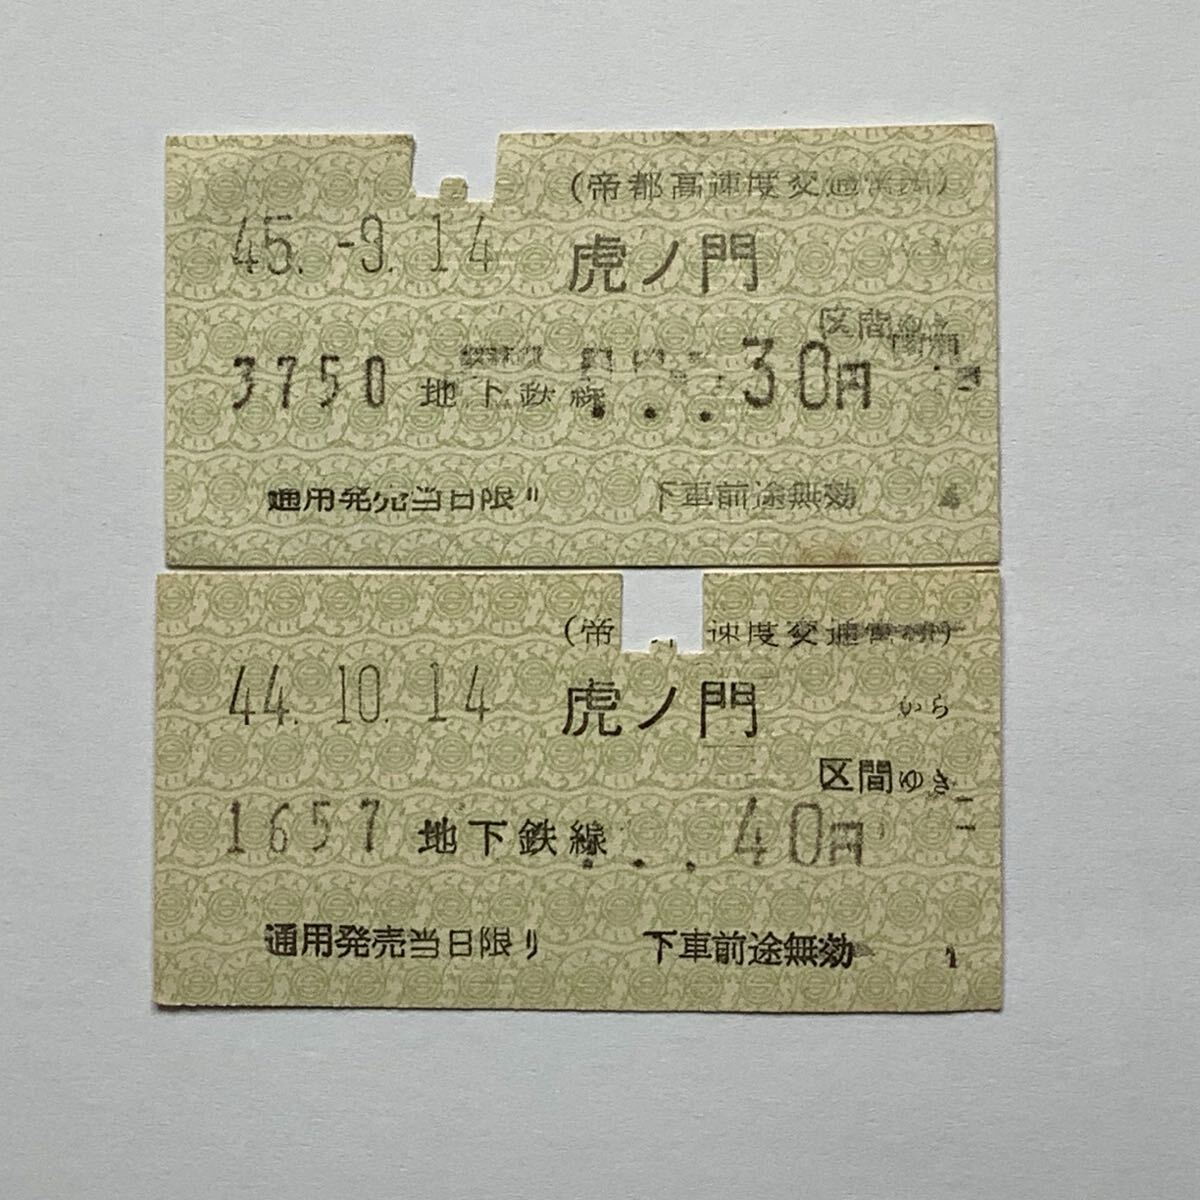 (帝都高速度交通営団)
45.-9.14
虎ノ門
区間
3750 地下鉄線 ... 30円
通用発売当日限り 下車前途無効
(帝 速度交通営団)
44.10.14
虎ノ門 から
区間ゆき
1657 地下鉄線 ... 40円
通用発売当日限り 下車前途無効 1